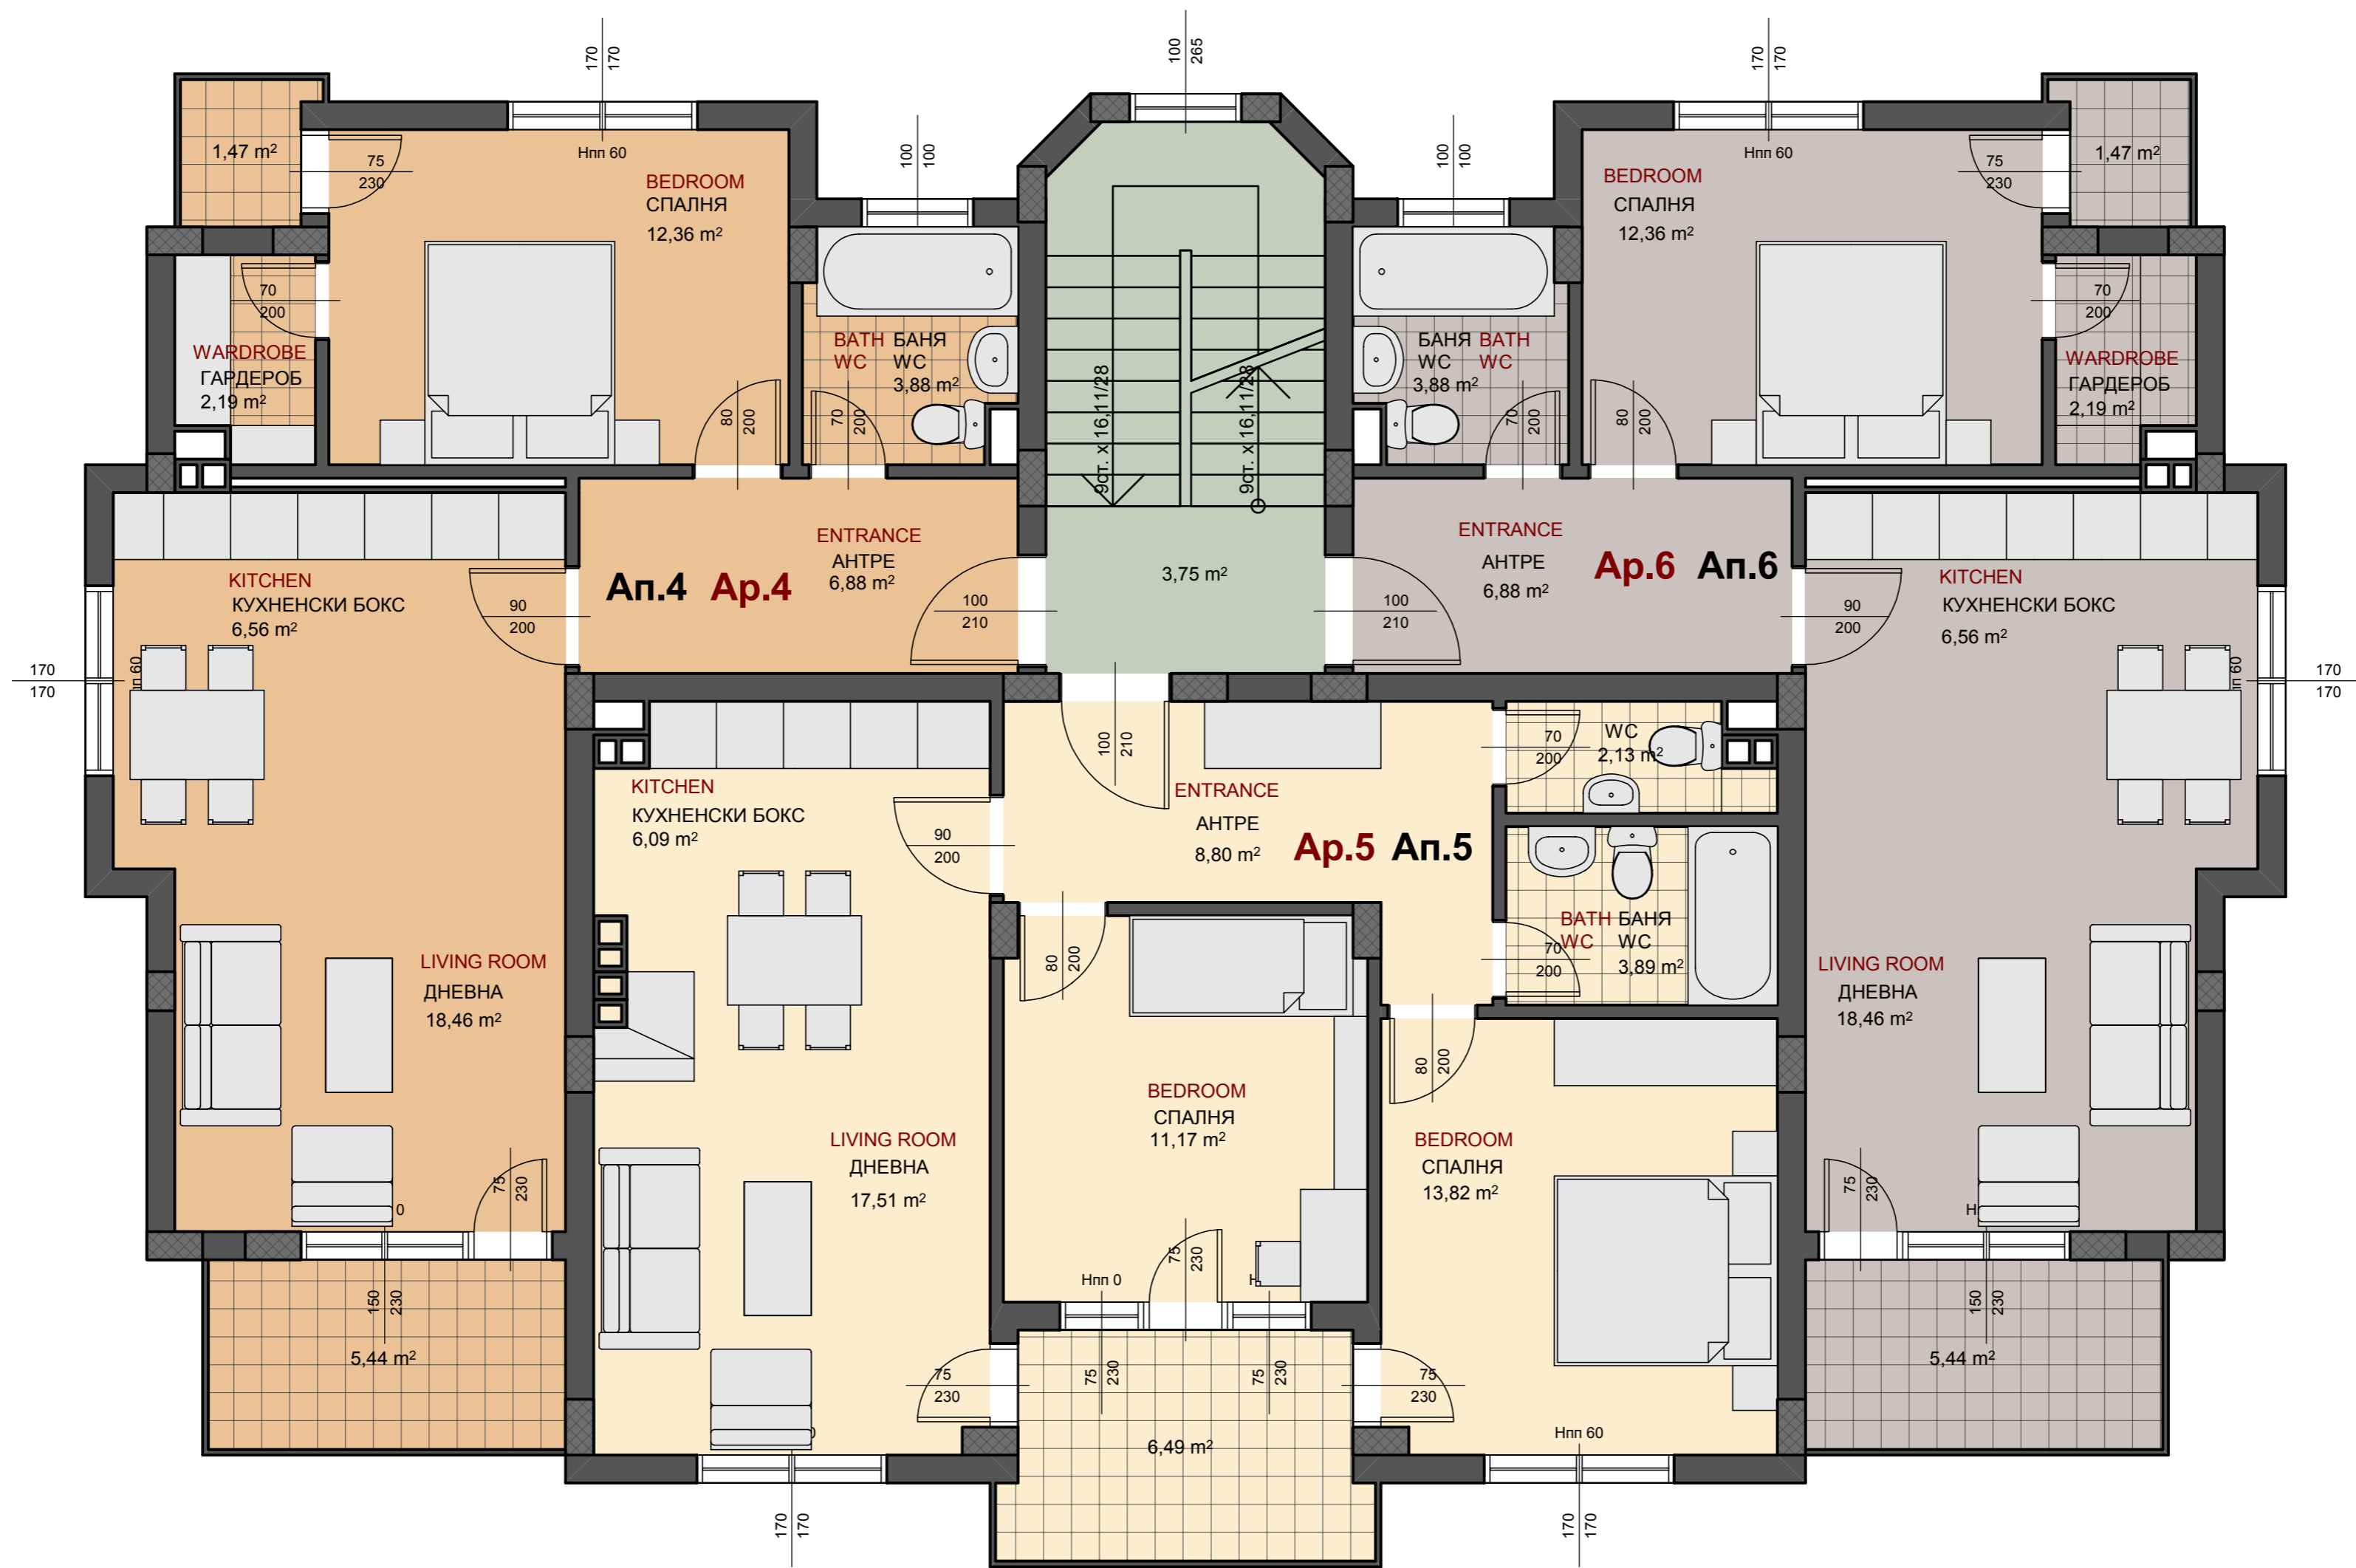 170
170
100
265
170
170
1,47 m²
75
230
Нпп 60
BEDROOM
СПАЛНЯ
12,36 m²
100
100
100
100
BEDROOM
СПАЛНЯ
12,36 m²
Нпп 60
75
230
1,47 m²
70
200
WARDROBE
ГАРДЕРОБ
2,19 m²
80
200
BATH БАНЯ
WC WC
3,88 m²
70
200
9ст. x 16,11/28
9ст. x 16,11/28
БАНЯ BATH
WC WC
3,88 m²
70
200
80
200
70
200
WARDROBE
ГАРДЕРОБ
2,19 m²
KITCHEN
КУХНЕНСКИ БОКС
6,56 m²
90
200
Ап.4 Ap.4
ENTRANCE
АНТРЕ
6,88 m²
100
210
3,75 m²
100
210
ENTRANCE
АНТРЕ
6,88 m²
Ap.6 Ап.6
90
200
KITCHEN
КУХНЕНСКИ БОКС
6,56 m²
170
170
60
60
170
170
KITCHEN
КУХНЕНСКИ БОКС
6,09 m²
90
200
100
210
ENTRANCE
АНТРЕ
8,80 m²
Ap.5 Ап.5
70
200
WC
2,13 m²
BATH БАНЯ
WC WC
3,89 m²
70
200
LIVING ROOM
ДНЕВНА
18,46 m²
80
200
80
200
LIVING ROOM
ДНЕВНА
18,46 m²
LIVING ROOM
ДНЕВНА
17,51 m²
BEDROOM
СПАЛНЯ
11,17 m²
BEDROOM
СПАЛНЯ
13,82 m²
75
230
0
75
230
75
230
Нпп 0
150
230
5,44 m²
75
230
75
230
75
230
75
230
6,49 m²
Нпп 60
150
230
5,44 m²
170
170
170
170